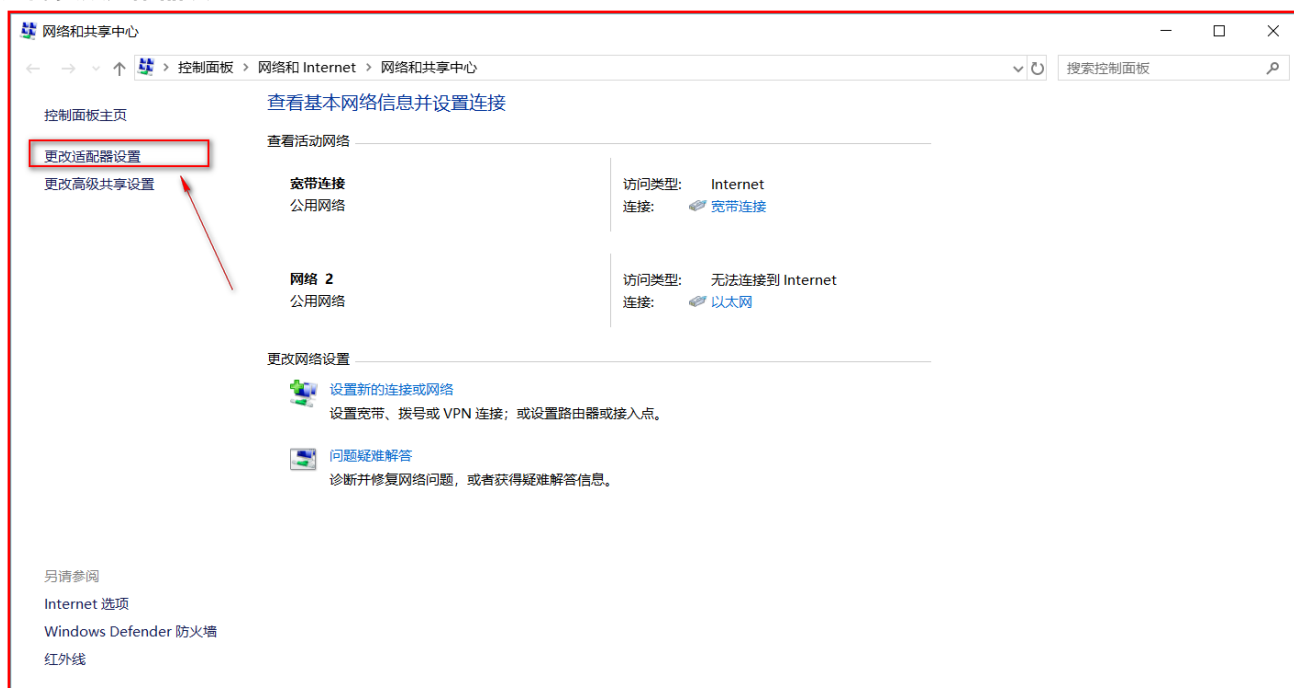 网络和共享中心
控制面板 > 网络和 Internet > 网络和共享中心
搜索控制面板
控制面板主页
更改适配器设置
更改高级共享设置
查看基本网络信息并设置连接
查看活动网络
宽带连接
公用网络
访问类型: Internet
连接: 宽带连接
网络 2
公用网络
访问类型: 无法连接到 Internet
连接: 以太网
更改网络设置
设置新的连接或网络
设置宽带、拨号或 VPN 连接；或设置路由器或接入点。
问题疑难解答
诊断并修复网络问题，或者获得疑难解答信息。
另请参阅
Internet 选项
Windows Defender 防火墙
红外线